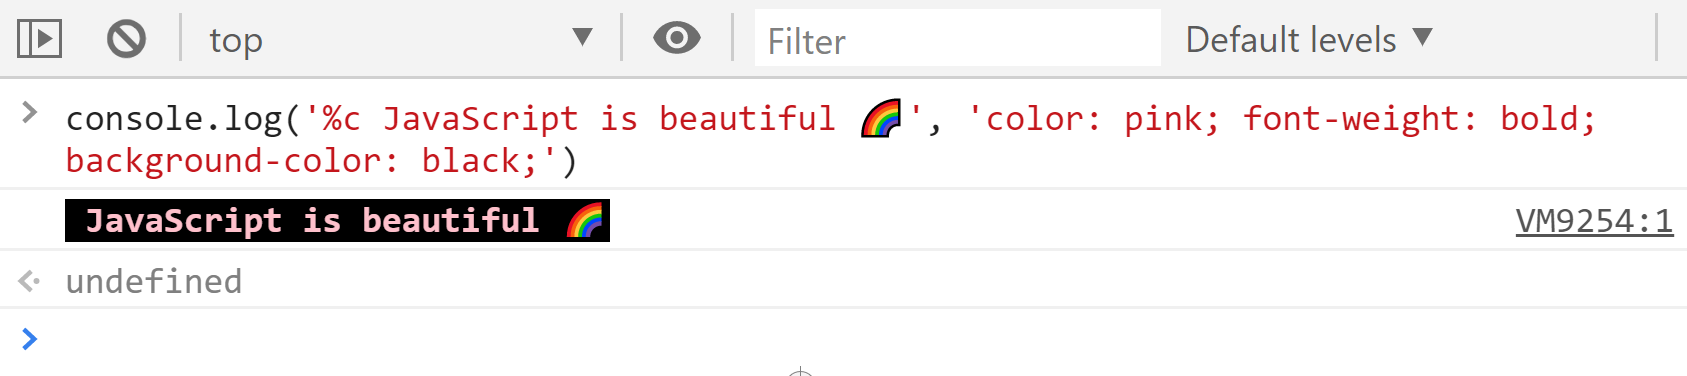 top Filter Default levels
console.log('%c JavaScript is beautiful 🌈', 'color: pink; font-weight: bold;
background-color: black;')
JavaScript is beautiful 🌈 VM9254:1
undefined